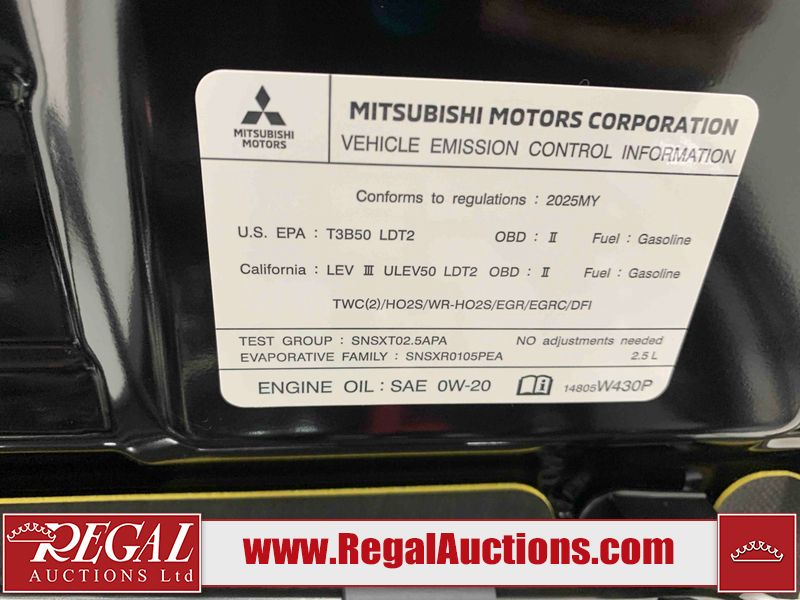 MITSUBISHI
MOTORS
MITSUBISHI MOTORS CORPORATION
VEHICLE EMISSION CONTROL INFORMATION
Conforms to regulations : 2025MY
U.S. EPA : T3B50 LDT2 OBD : Ⅱ Fuel : Gasoline
California : LEV Ⅲ ULEV50 LDT2 OBD : Ⅱ Fuel : Gasoline
TWC(2)/HO2S/WR-HO2S/EGR/EGRC/DFI
TEST GROUP : SNSXT02.5APA NO adjustments needed
EVAPORATIVE FAMILY : SNSXR0105PEA 2.5 L
ENGINE OIL : SAE 0W-20 14805W430P
REGAL
AUCTIONS Ltd
www.RegalAuctions.com